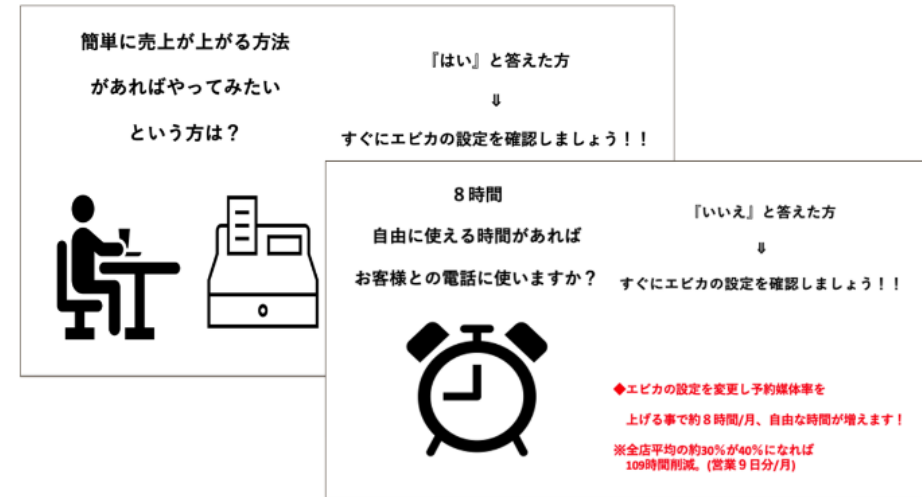 簡単に売上が上がる方法
があればやってみたい
という方は？
『はい』と答えた方
⇓
すぐにエビカの設定を確認しましょう！！
８時間
自由に使える時間があれば
お客様との電話に使いますか？
『いいえ』と答えた方
⇓
すぐにエビカの設定を確認しましょう！！
◆エビカの設定を変更し予約媒体率を
上げる事で約８時間/月、自由な時間が増えます！
※全店平均の約30％が40％になれば
109時間削減。(営業９日分/月)